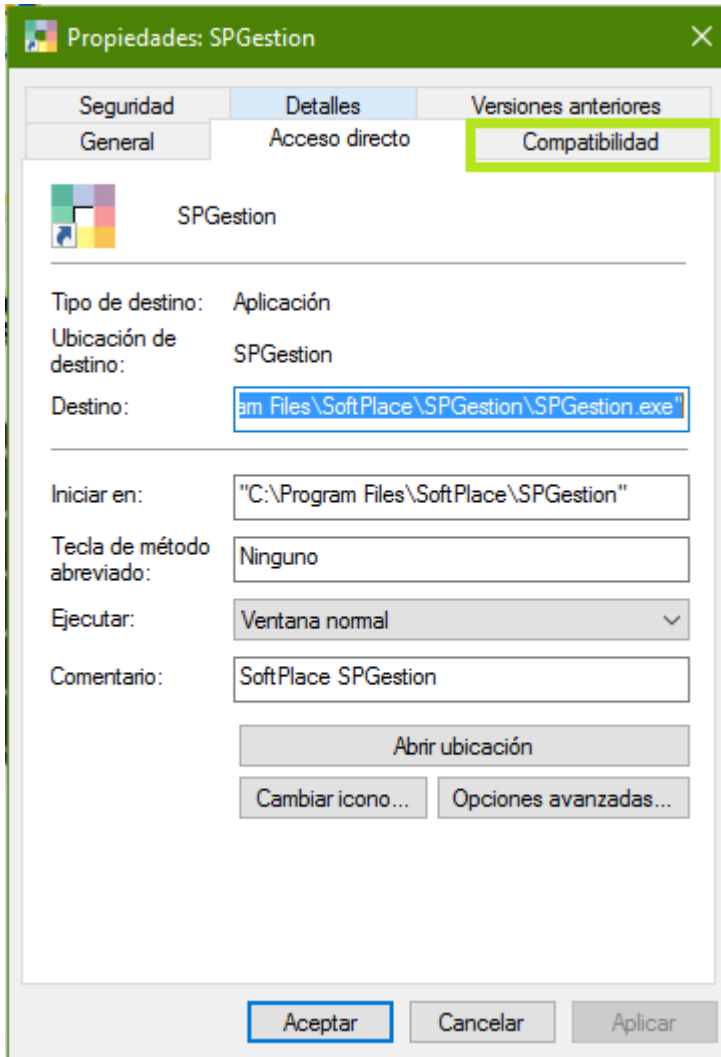 Propiedades: SPGestion
Seguridad Detalles Versiones anteriores
General Acceso directo Compatibilidad
SPGestion
Tipo de destino: Aplicación
Ubicación de
destino: SPGestion
Destino: am Files\SoftPlace\SPGestion\SPGestion.exe"
Iniciar en: "C:\Program Files\SoftPlace\SPGestion"
Tecla de método
abreviado: Ninguno
Ejecutar: Ventana normal
Comentario: SoftPlace SPGestion
Abrir ubicación
Cambiar icono... Opciones avanzadas...
Aceptar Cancelar Aplicar